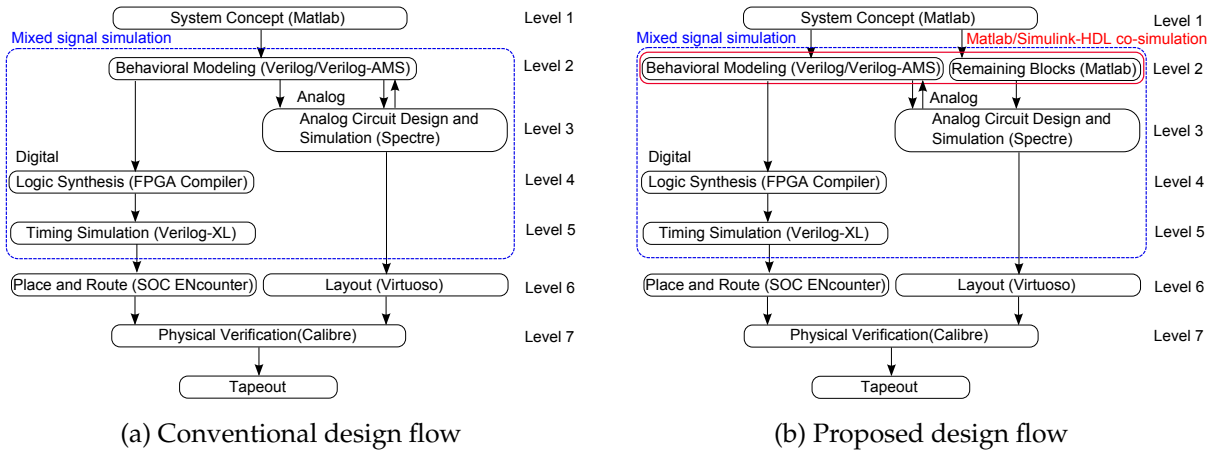 System Concept (Matlab)
Level 1
Mixed signal simulation
Behavioral Modeling (Verilog/Verilog-AMS)
Level 2
Analog
Analog Circuit Design and
Simulation (Spectre)
Level 3
Digital
Logic Synthesis (FPGA Compiler)
Level 4
Timing Simulation (Verilog-XL)
Level 5
Place and Route (SOC ENcounter)
Layout (Virtuoso)
Level 6
Physical Verification(Calibre)
Level 7
Tapeout
(a) Conventional design flow
System Concept (Matlab)
Level 1
Mixed signal simulation
Matlab/Simulink-HDL co-simulation
Behavioral Modeling (Verilog/Verilog-AMS)
Remaining Blocks (Matlab)
Level 2
Analog
Analog Circuit Design and
Simulation (Spectre)
Level 3
Digital
Logic Synthesis (FPGA Compiler)
Level 4
Timing Simulation (Verilog-XL)
Level 5
Place and Route (SOC ENcounter)
Layout (Virtuoso)
Level 6
Physical Verification(Calibre)
Level 7
Tapeout
(b) Proposed design flow